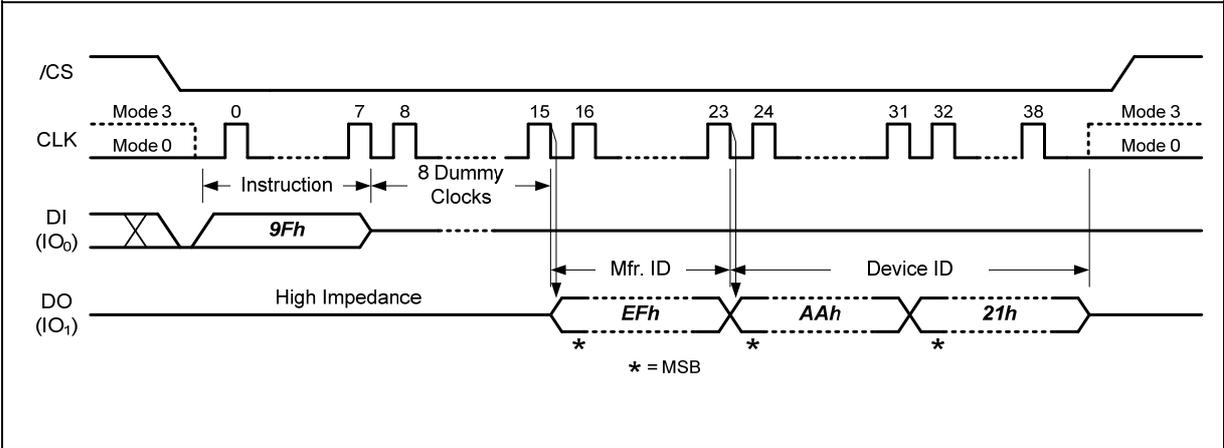 /CS
Mode 3 0 7 8 15 16 23 24 31 32 38 Mode 3
CLK
Mode 0 Mode 0
Instruction 8 Dummy
Clocks
DI
(IO₀)
9Fh
Mfr. ID Device ID
High Impedance
DO
(IO₁)
EFh AAh 21h
* * *
* = MSB